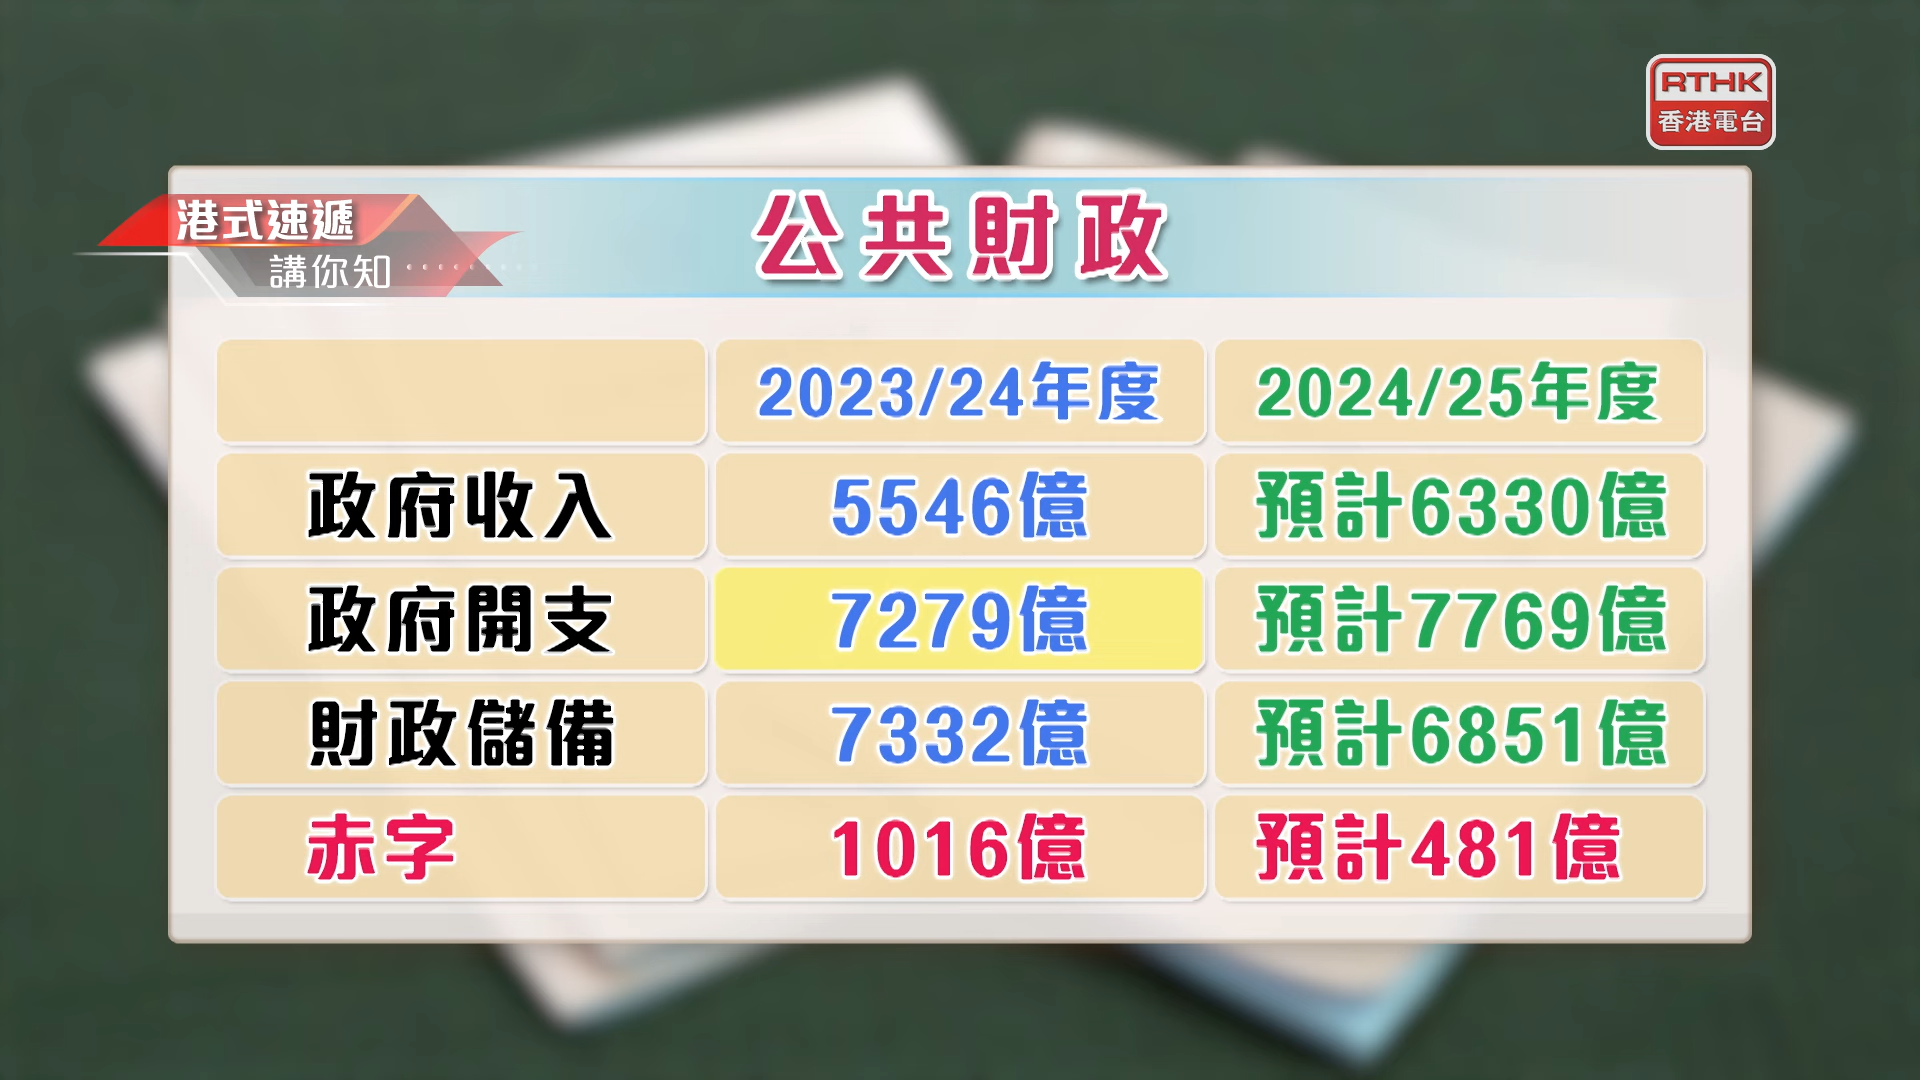 RTHK
香港電台
港式速遞
講你知
公共財政
2023/24年度 2024/25年度
政府收入 5546億 預計6330億
政府開支 7279億 預計7769億
財政儲備 7332億 預計6851億
赤字 1016億 預計481億